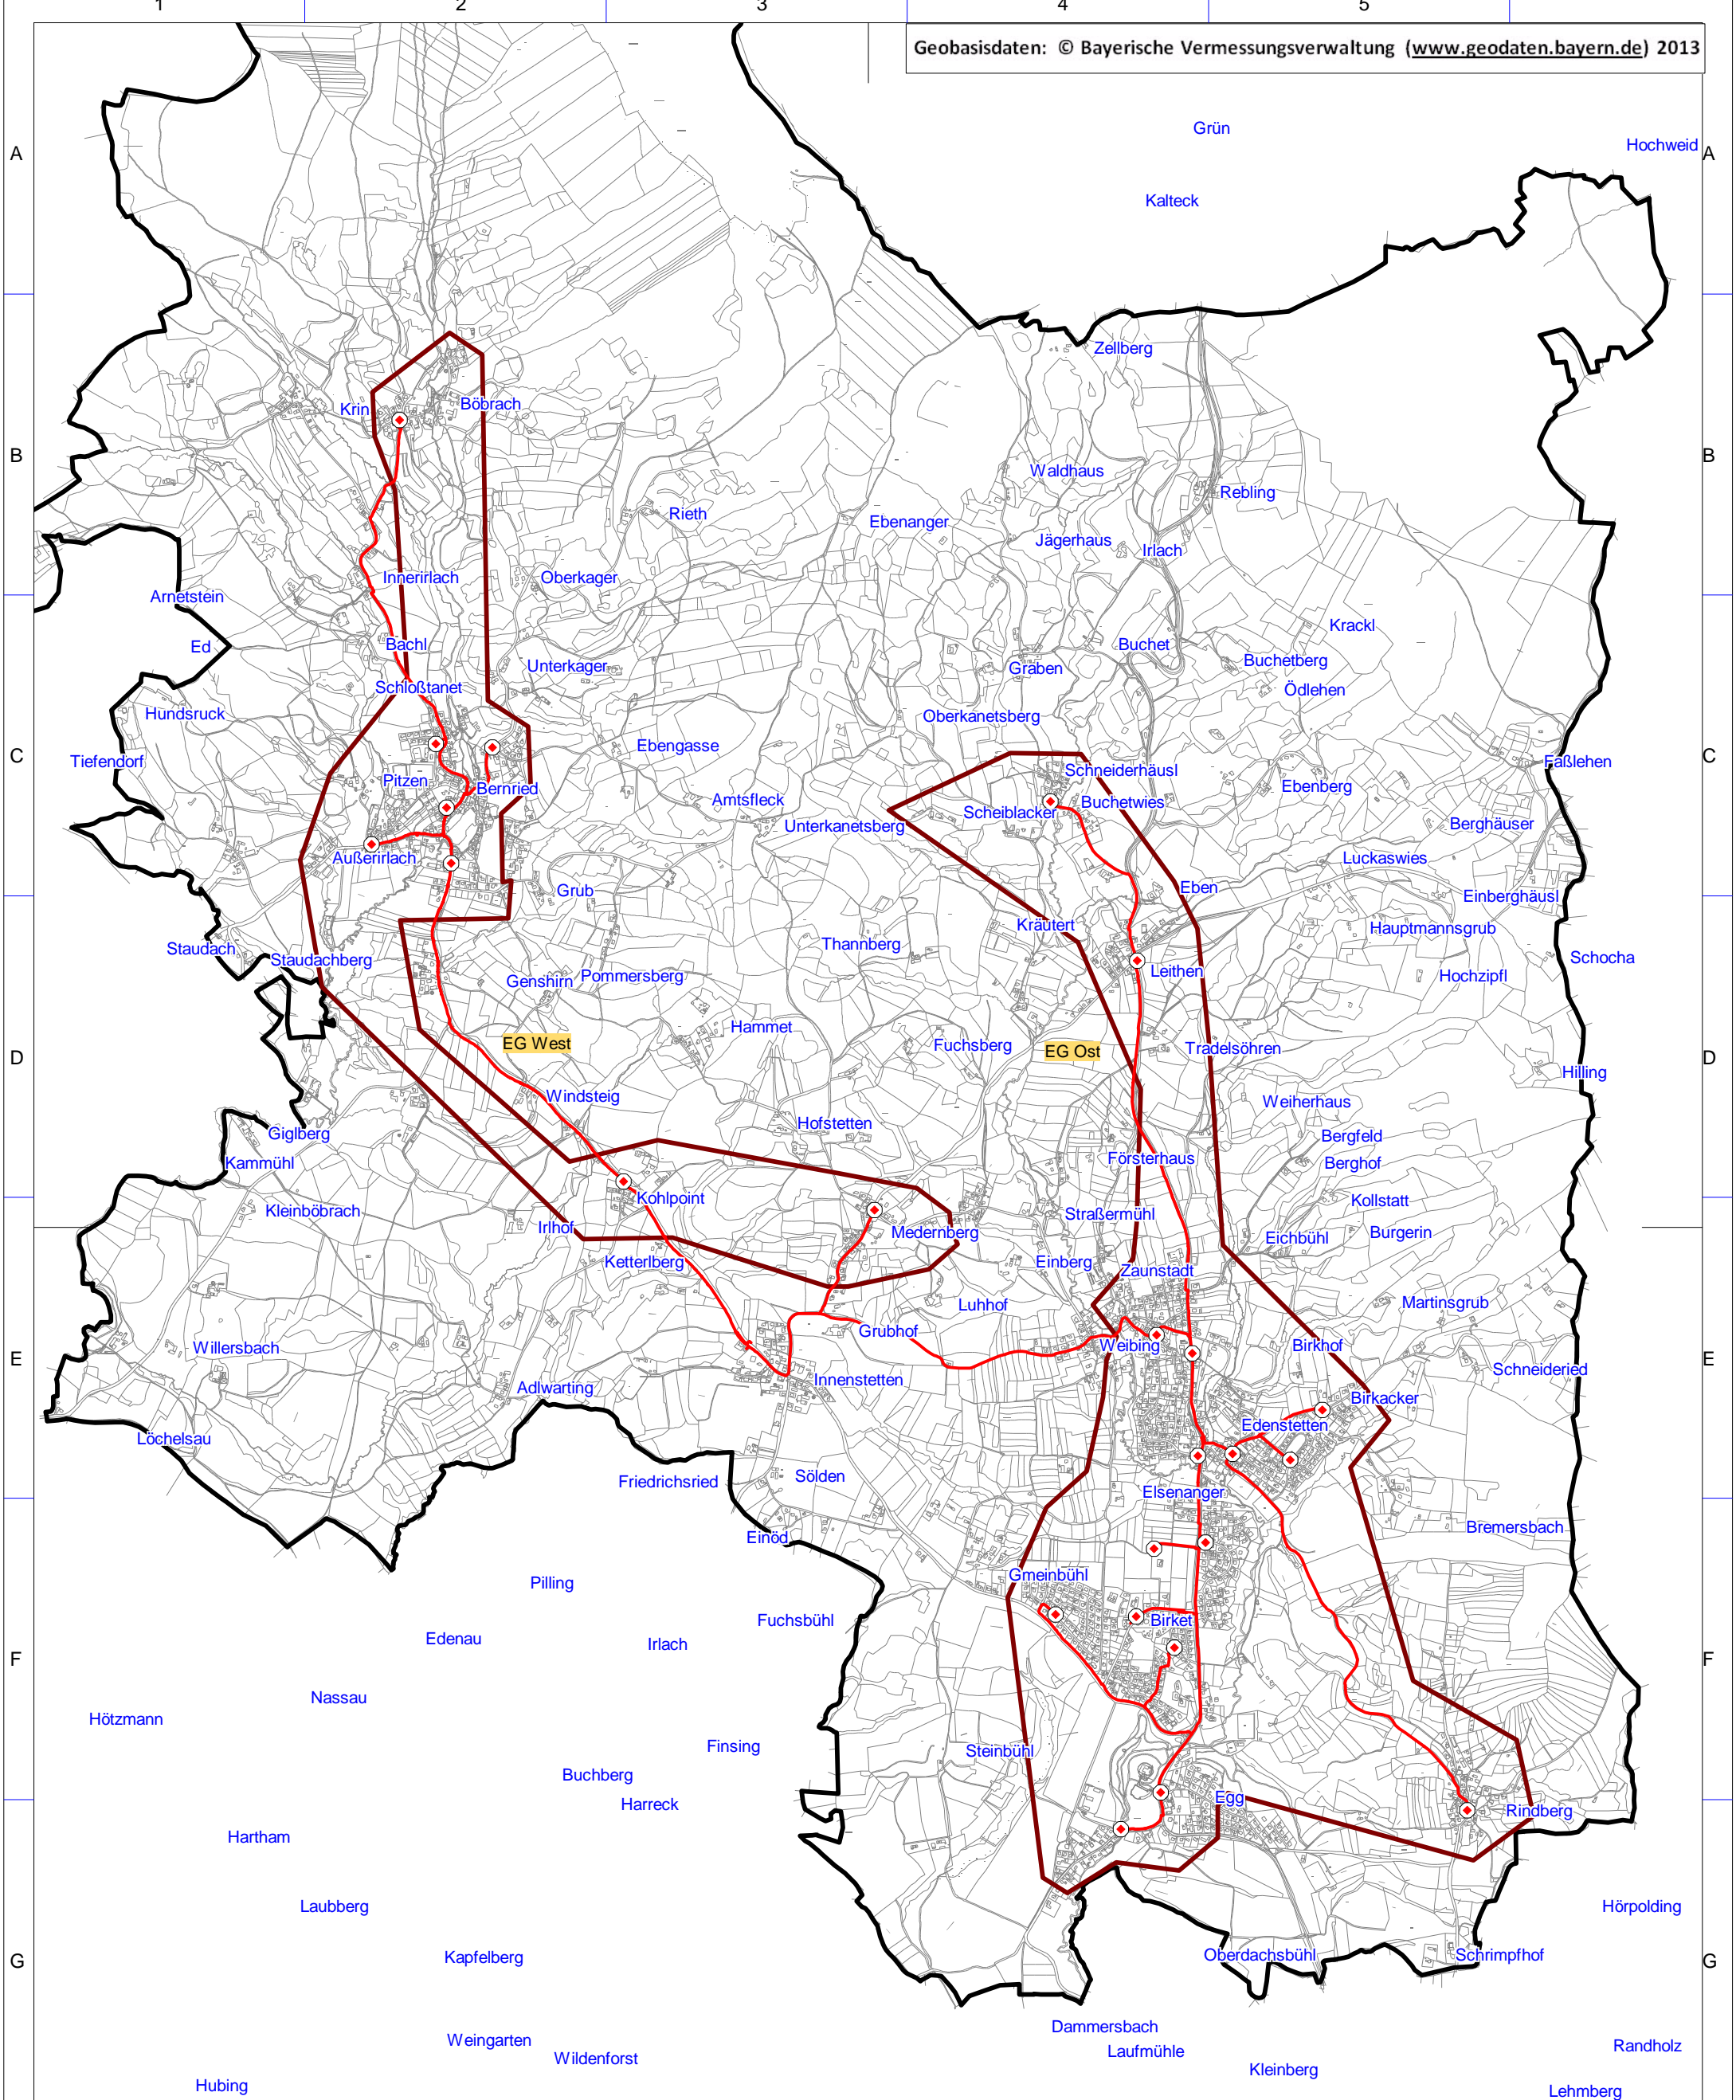 1 2 3 4 5
Geobasisdaten: © Bayerische Vermessungsverwaltung (www.geodaten.bayern.de) 2013
Grün
Hochweid
A A
Kalteck
Zellberg
Krin
Böbrach
B B
Waldhaus
Rebling
Rieth
Ebenanger
Jägerhaus
Irlach
Innerirlach
Oberkager
Arnetstein
Krackl
Ed
Bachl
Buchet
Unterkager
Graben
Buchetberg
Schloßtanet
Ödlehen
Hundsruck
Oberkanetsberg
Ebengasse
C C
Tiefendorf
Faßlehen
Schneiderhäusl
Pitzen
Bernried
Ebenberg
Amtsfleck
Buchetwies
Scheiblacker
Unterkanetsberg
Berghäuser
Außerirlach
Luckaswies
Grub
Eben
Einberghäusl
Kräutert
Hauptmannsgrub
Staudach
Thannberg
Staudachberg
Schocha
Genshirn
Pommersberg
Leithen
Hochzipfl
Hammet
EG West
Fuchsberg
EG Ost
Tradelsöhren
D D
Hilling
Windsteig
Weiherhaus
Giglberg
Hofstetten
Bergfeld
Kammühl
Försterhaus
Berghof
Kohlpoint
Kollstatt
Kleinböbrach
Straßermühl
Irlhof
Medernberg
Eichbühl
Burgerin
Ketterlberg
Einberg
Zaunstadt
Luhhof
Martinsgrub
Grubhof
Willersbach
Weibing
Birkhof
E E
Schneideried
Adlwarting
Innenstetten
Birkacker
Löchelsau
Edenstetten
Friedrichsried
Sölden
Elsenanger
Einöd
Bremersbach
Pilling
Gmeinbühl
Fuchsbühl
Birket
Edenau
Irlach
F F
Nassau
Hötzmann
Finsing
Steinbühl
Buchberg
Harreck
Egg
Rindberg
Hartham
Laubberg
Hörpolding
Kapfelberg
Oberdachsbühl
Schrimpfhof
G G
Dammersbach
Weingarten
Laufmühle
Randholz
Wildenforst
Kleinberg
Hubing
Lehmberg